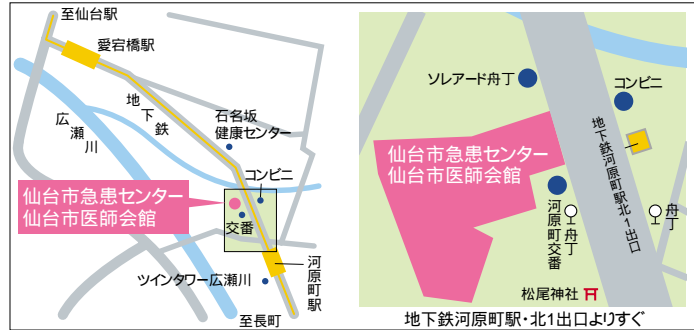 至仙台駅
愛宕橋駅
地下鉄
広瀬川
石名坂
健康センター
コンビニ
仙台市急患センター
仙台市医師会館
交番
河原町駅
ツインタワー広瀬川
至長町
ソレアード舟丁
コンビニ
仙台市急患センター
仙台市医師会館
地下鉄河原町駅北1出口
河原町交番
舟丁
舟丁
松尾神社
地下鉄河原町駅・北1出口よりすぐ